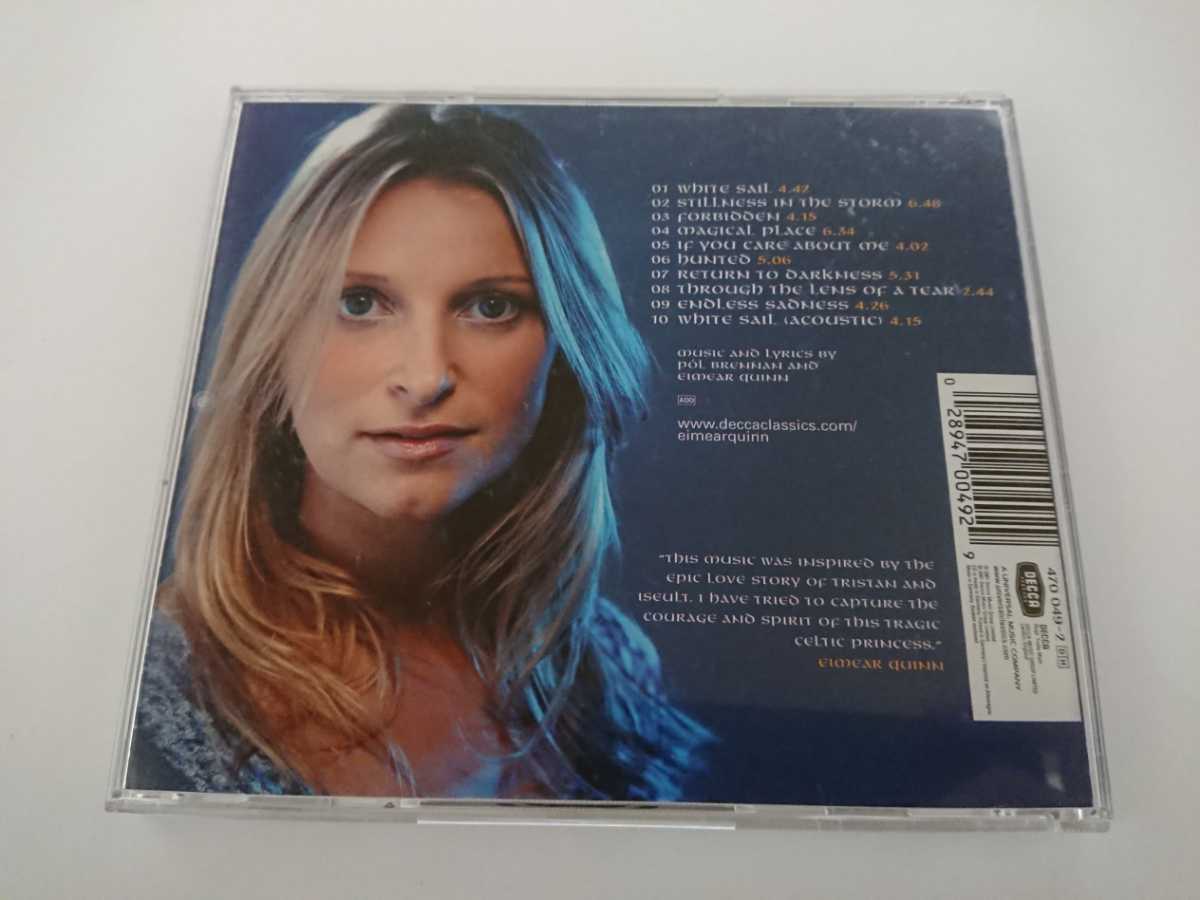 01 White Sail 4.42
02 Stillness in the Storm 6.48
03 Forbidden 4.15
04 Magical Place 6.34
05 If You Care About Me 4.02
06 Hunted 5.06
07 Return to Darkness 5.31
08 Through the Lens of a Tear 2.44
09 Endless Sadness 4.26
10 White Sail (Acoustic) 4.15
Music and Lyrics by
Pól Brennan and
Eimear Quinn
ADD
www.deccaclassics.com/
eimearquinn
"This music was inspired by the
epic love story of Tristan and
Iseult. I have tried to capture the
courage and spirit of this tragic
Celtic princess."
Eimear Quinn
0 28947 00492 9
470 049-2 DH
DECCA
DECCA
A UNIVERSAL MUSIC COMPANY